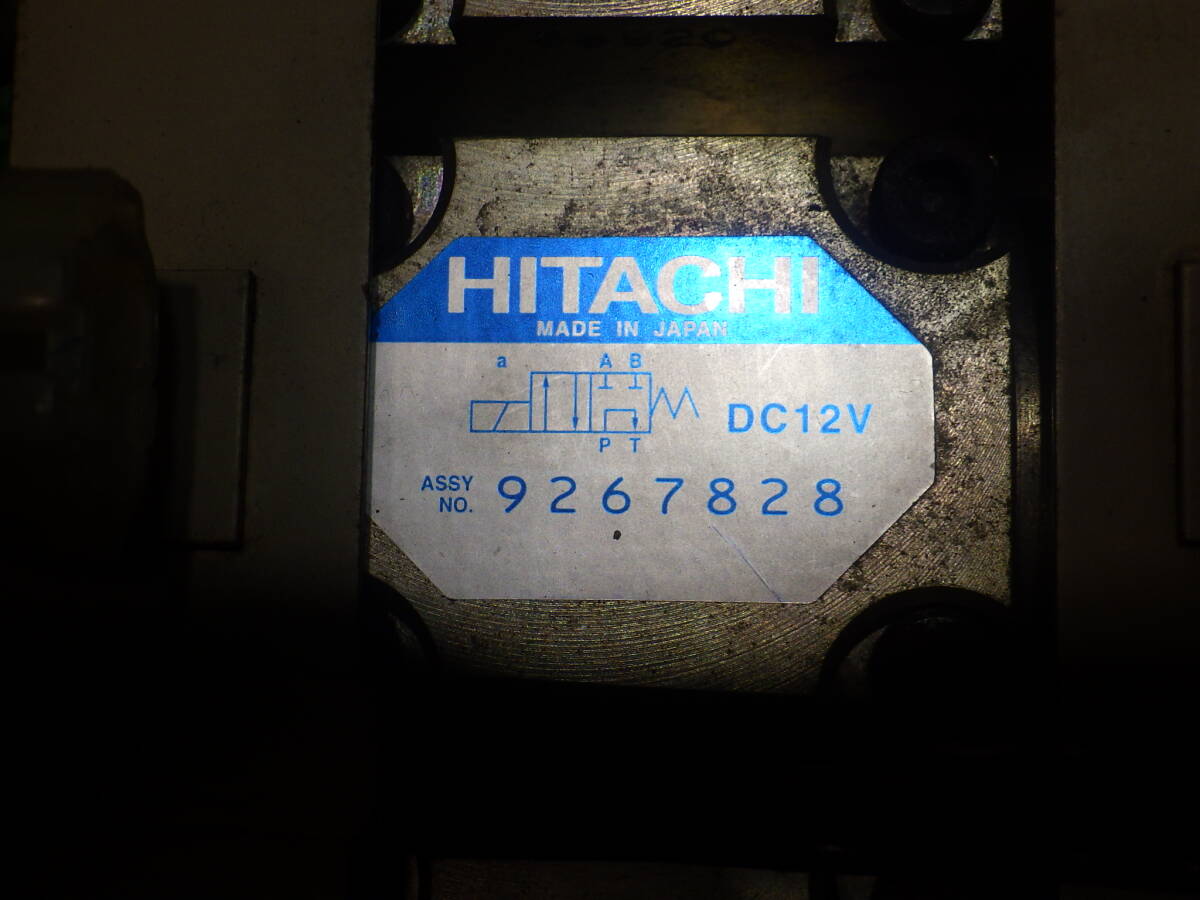 HITACHI
MADE IN JAPAN
a A B
DC12V
P T
ASSY NO. 9267828